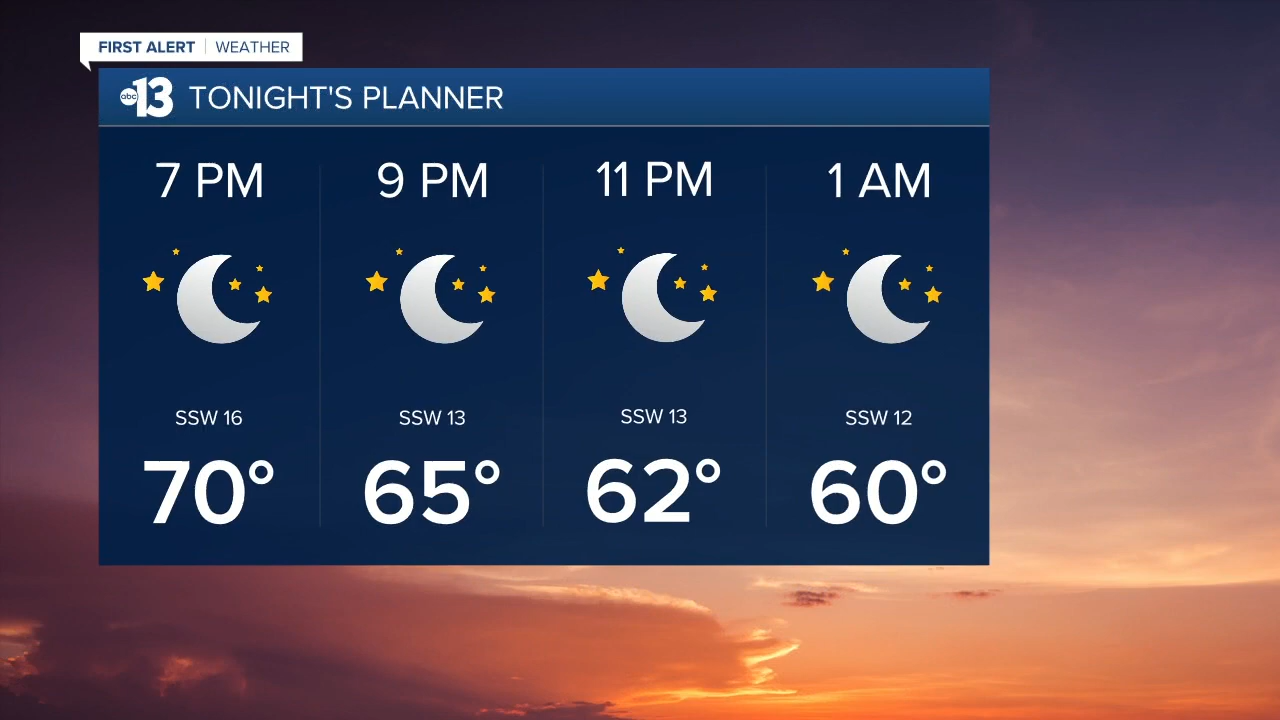 FIRST ALERT | WEATHER
abc 13 TONIGHT'S PLANNER
7 PM 9 PM 11 PM 1 AM
SSW 16 SSW 13 SSW 13 SSW 12
70° 65° 62° 60°